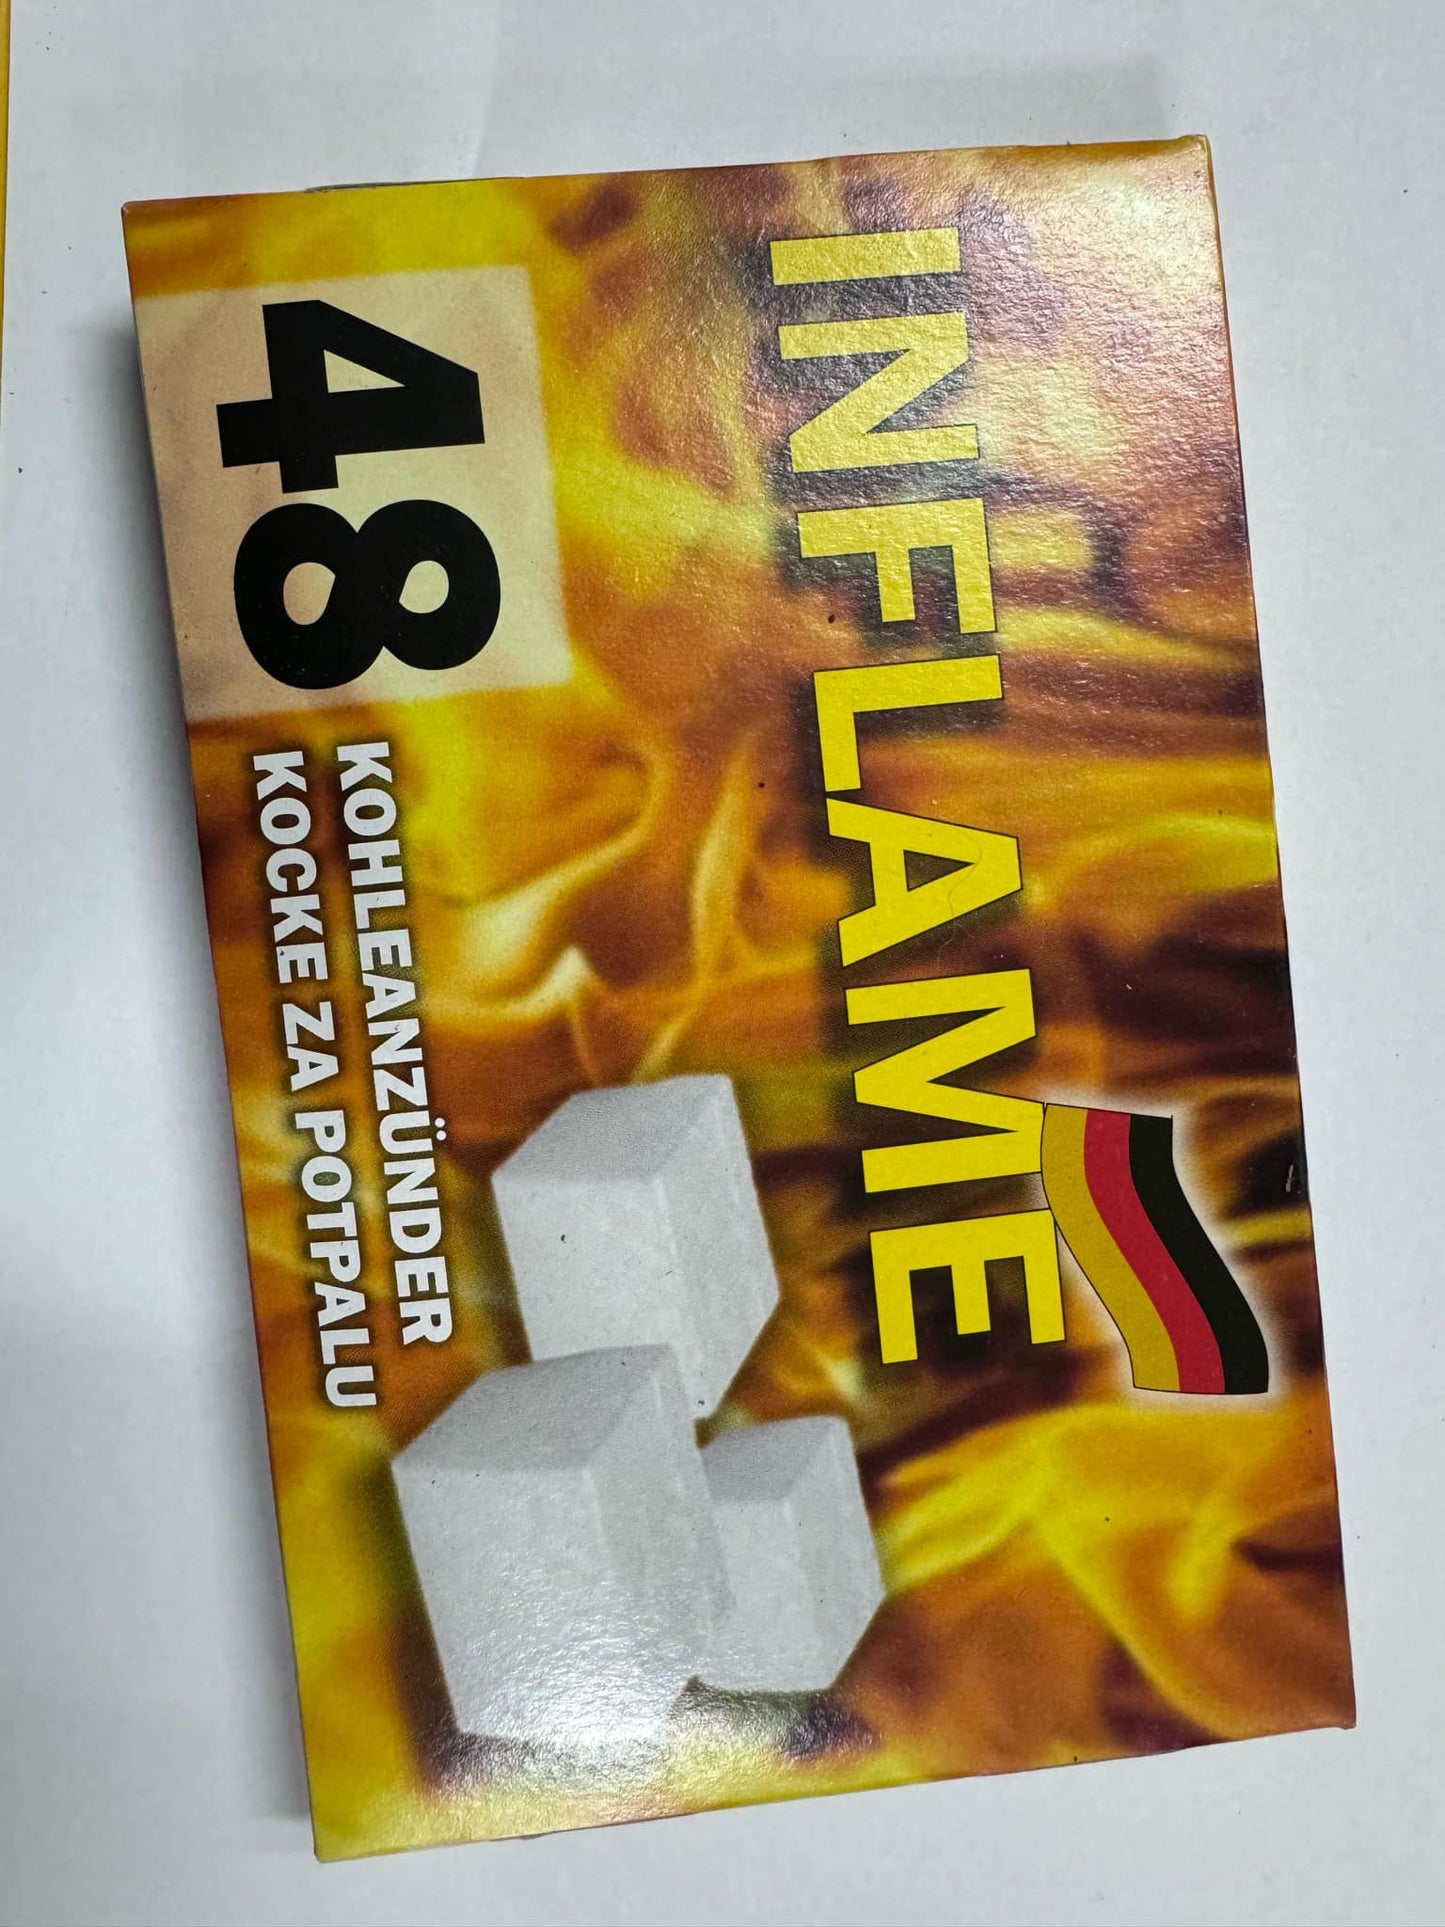 INFLAME
48
KOHLEANZÜNDER
KOCKE ZA POTPALU